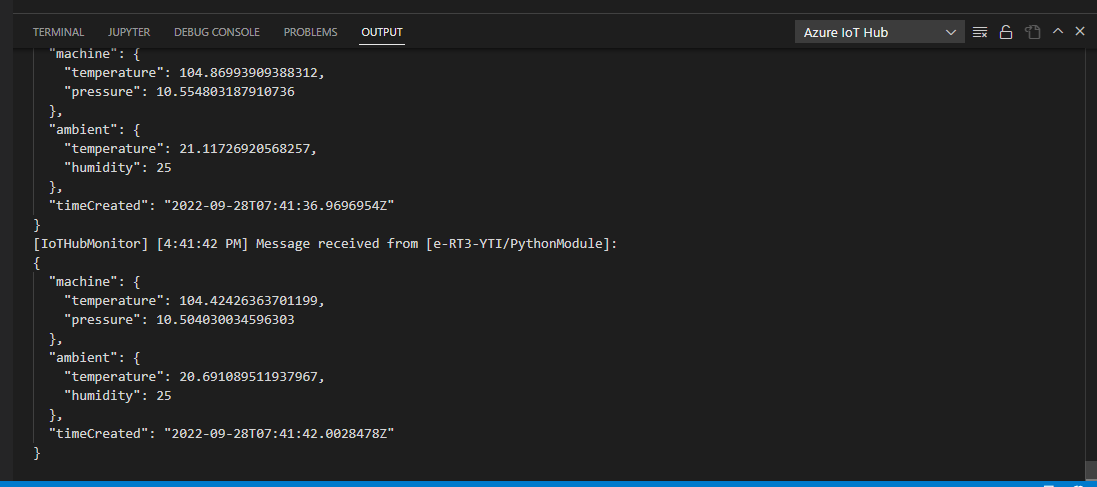 TERMINAL JUPYTER DEBUG CONSOLE PROBLEMS OUTPUT Azure IoT Hub
"machine": {
"temperature": 104.86993909388312,
"pressure": 10.554803187910736
},
"ambient": {
"temperature": 21.11726920568257,
"humidity": 25
},
"timeCreated": "2022-09-28T07:41:36.9696954Z"
}
[IoTHubMonitor] [4:41:42 PM] Message received from [e-RT3-YTI/PythonModule]:
{
"machine": {
"temperature": 104.42426363701199,
"pressure": 10.504030034596303
},
"ambient": {
"temperature": 20.691089511937967,
"humidity": 25
},
"timeCreated": "2022-09-28T07:41:42.0028478Z"
}